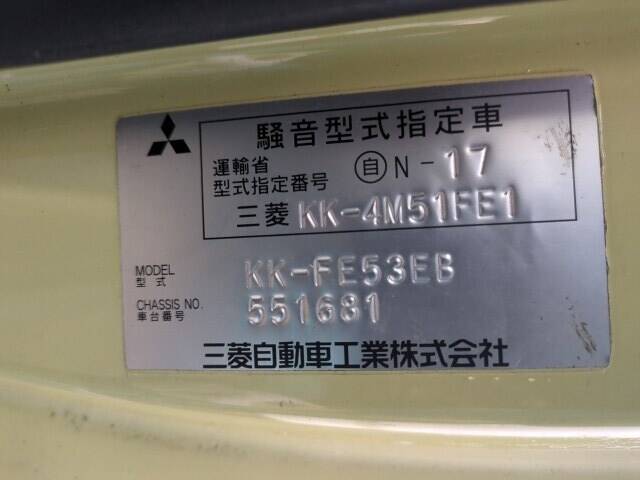 騒音型式指定車
運輸省
型式指定番号 自 N-17
三菱 KK-4M51FE1
MODEL
型式 KK-FE53EB
CHASSIS NO.
車台番号 551681
三菱自動車工業株式会社